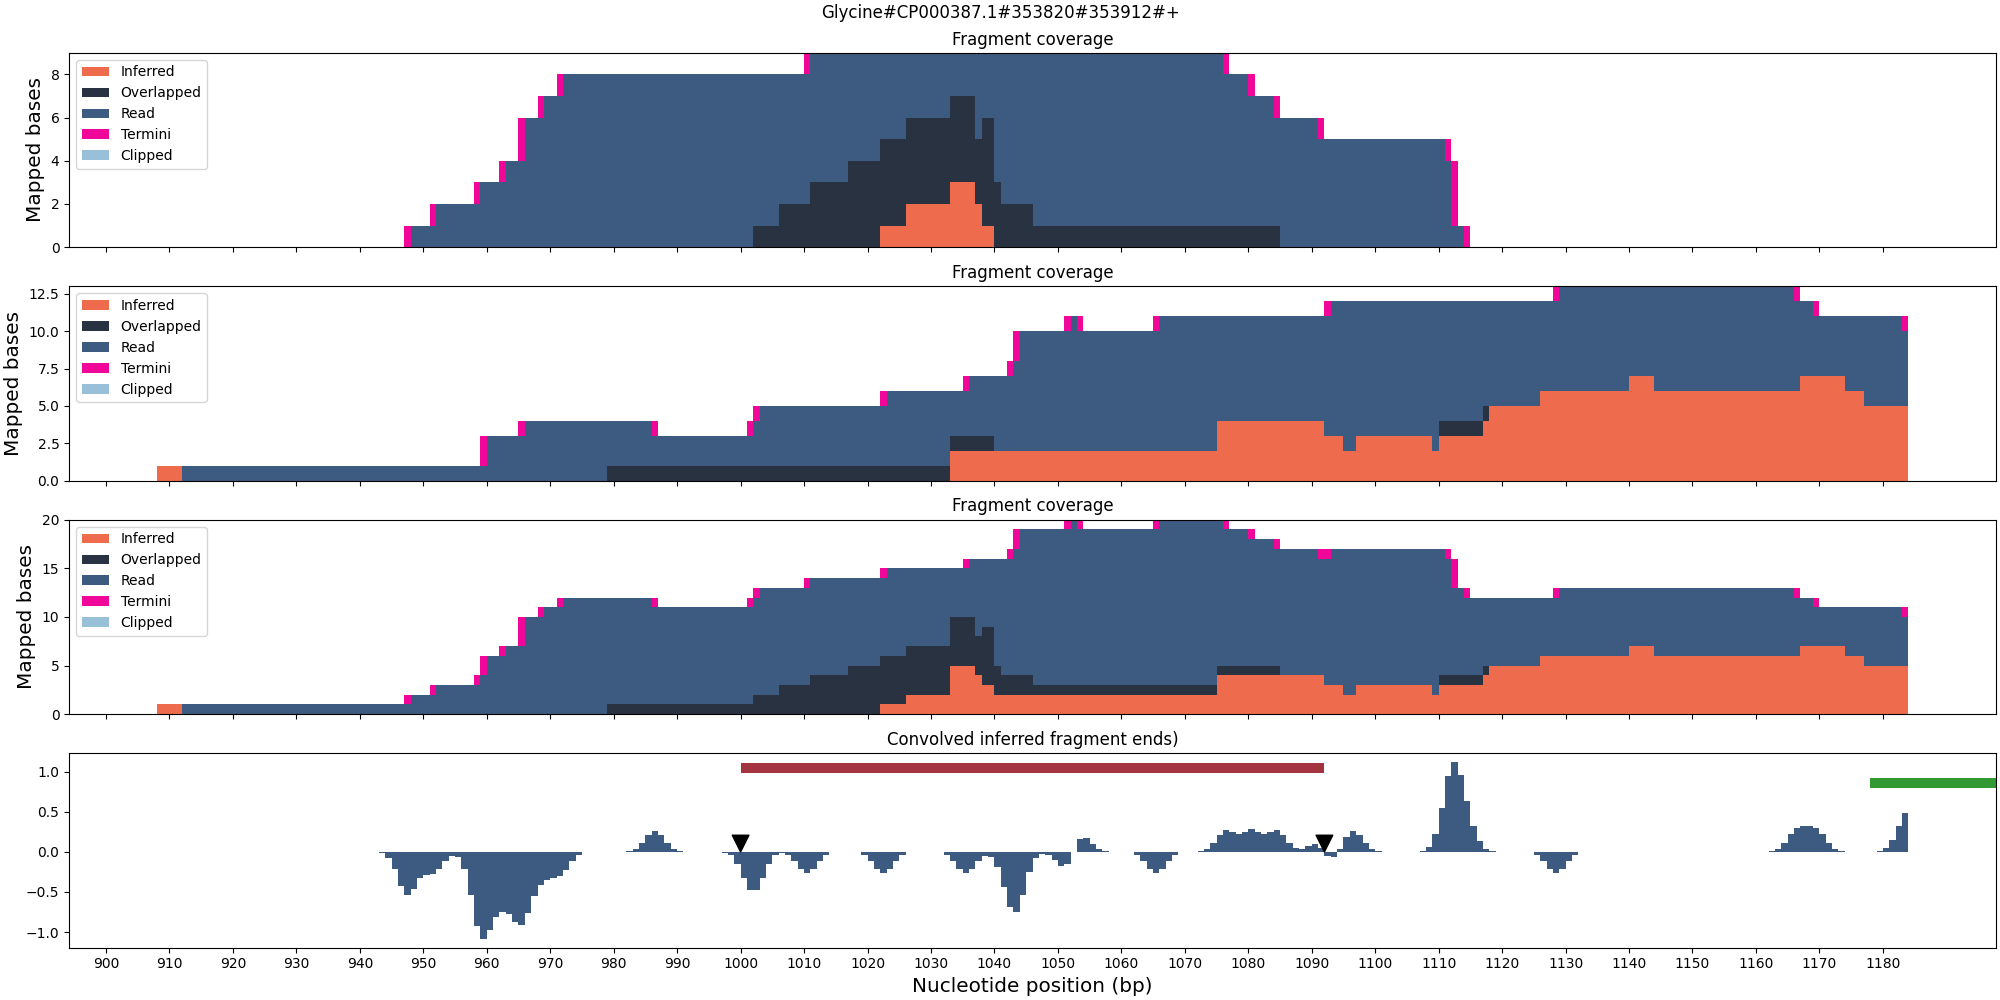 Glycine#CP000387.1#353820#353912#+
Fragment coverage
Mapped bases
8
6
4
2
0
Inferred
Overlapped
Read
Termini
Clipped
Fragment coverage
Mapped bases
12.5
10.0
7.5
5.0
2.5
0.0
Inferred
Overlapped
Read
Termini
Clipped
Fragment coverage
Mapped bases
20
15
10
5
0
Inferred
Overlapped
Read
Termini
Clipped
Convolved inferred fragment ends)
1.0
0.5
0.0
−0.5
−1.0
900 910 920 930 940 950 960 970 980 990 1000 1010 1020 1030 1040 1050 1060 1070 1080 1090 1100 1110 1120 1130 1140 1150 1160 1170 1180
Nucleotide position (bp)